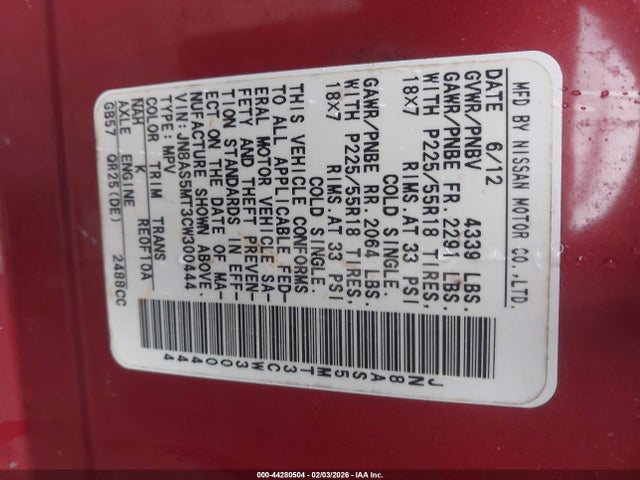 MFD BY NISSAN MOTOR CO.,LTD.
DATE 6/12
GVWR/PNBV 4339 LBS.
GAWR/PNBE FR. 2291 LBS.
WITH P225/55R18 TIRES,
18X7 RIMS.AT 33 PSI
COLD SINGLE.
GAWR/PNBE RR. 2064 LBS.
WITH P225/55R18 TIRES,
18X7 RIMS.AT 33 PSI
COLD SINGLE.
THIS VEHICLE CONFORMS
TO ALL APPLICABLE FED-
ERAL MOTOR VEHICLE SA-
FETY AND THEFT PREVEN-
TION STANDARDS IN EFF-
ECT ON THE DATE OF MA-
NUFACTURE SHOWN ABOVE.
VIN:JN8AS5MT3CW300444
TYPE:MPV
COLOR TRIM TRANS
NAH K RE0F10A
AXLE ENGINE
GB57 QR25(DE) 2488CC
JN8AS5MT3CW300444
000-44280504 - 02/03/2026 - IAAI.COM